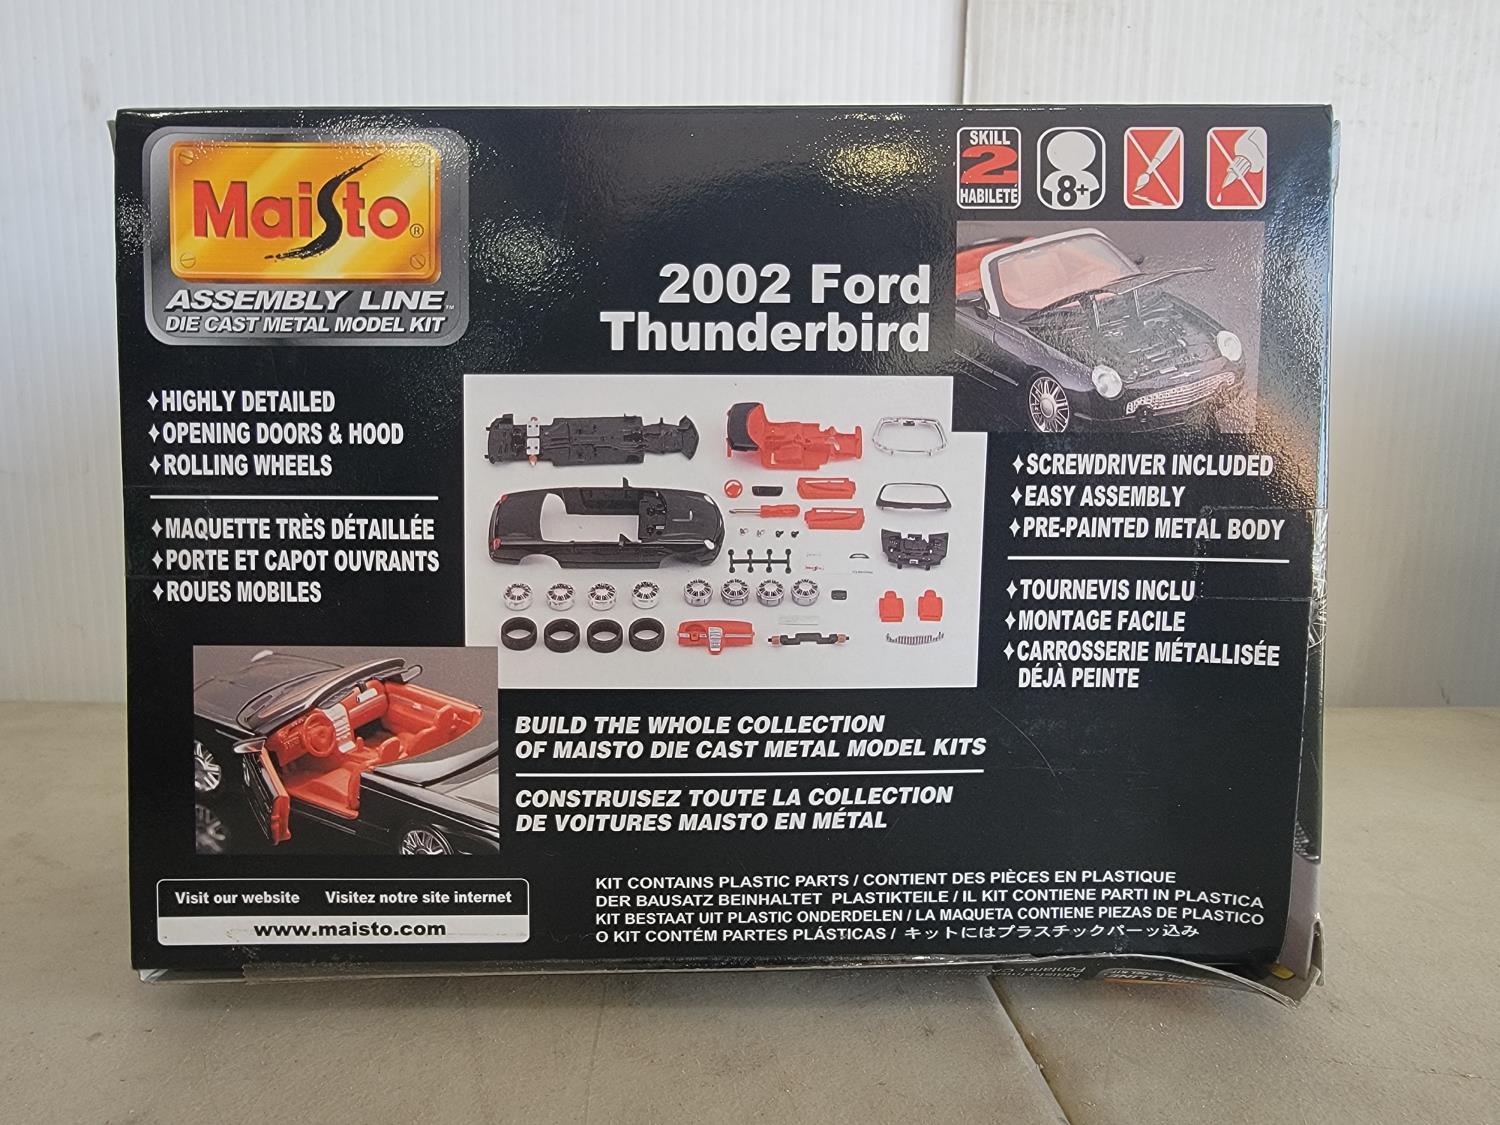 Maisto®
ASSEMBLY LINE™
DIE CAST METAL MODEL KIT
SKILL
2
HABILETÉ
8+
2002 Ford
Thunderbird
HIGHLY DETAILED
OPENING DOORS & HOOD
ROLLING WHEELS
MAQUETTE TRÈS DÉTAILLÉE
PORTE ET CAPOT OUVRANTS
ROUES MOBILES
SCREWDRIVER INCLUDED
EASY ASSEMBLY
PRE-PAINTED METAL BODY
TOURNEVIS INCLU
MONTAGE FACILE
CARROSSERIE MÉTALLISÉE
DÉJÀ PEINTE
BUILD THE WHOLE COLLECTION
OF MAISTO DIE CAST METAL MODEL KITS
CONSTRUISEZ TOUTE LA COLLECTION
DE VOITURES MAISTO EN MÉTAL
Visit our website Visitez notre site internet
www.maisto.com
KIT CONTAINS PLASTIC PARTS / CONTIENT DES PIÈCES EN PLASTIQUE
DER BAUSATZ BEINHALTET PLASTIKTEILE / IL KIT CONTIENE PARTI IN PLASTICA
KIT BESTAAT UIT PLASTIC ONDERDELEN / LA MAQUETA CONTIENE PIEZAS DE PLASTICO
O KIT CONTÉM PARTES PLÁSTICAS / キットにはプラスチックパーッ込み